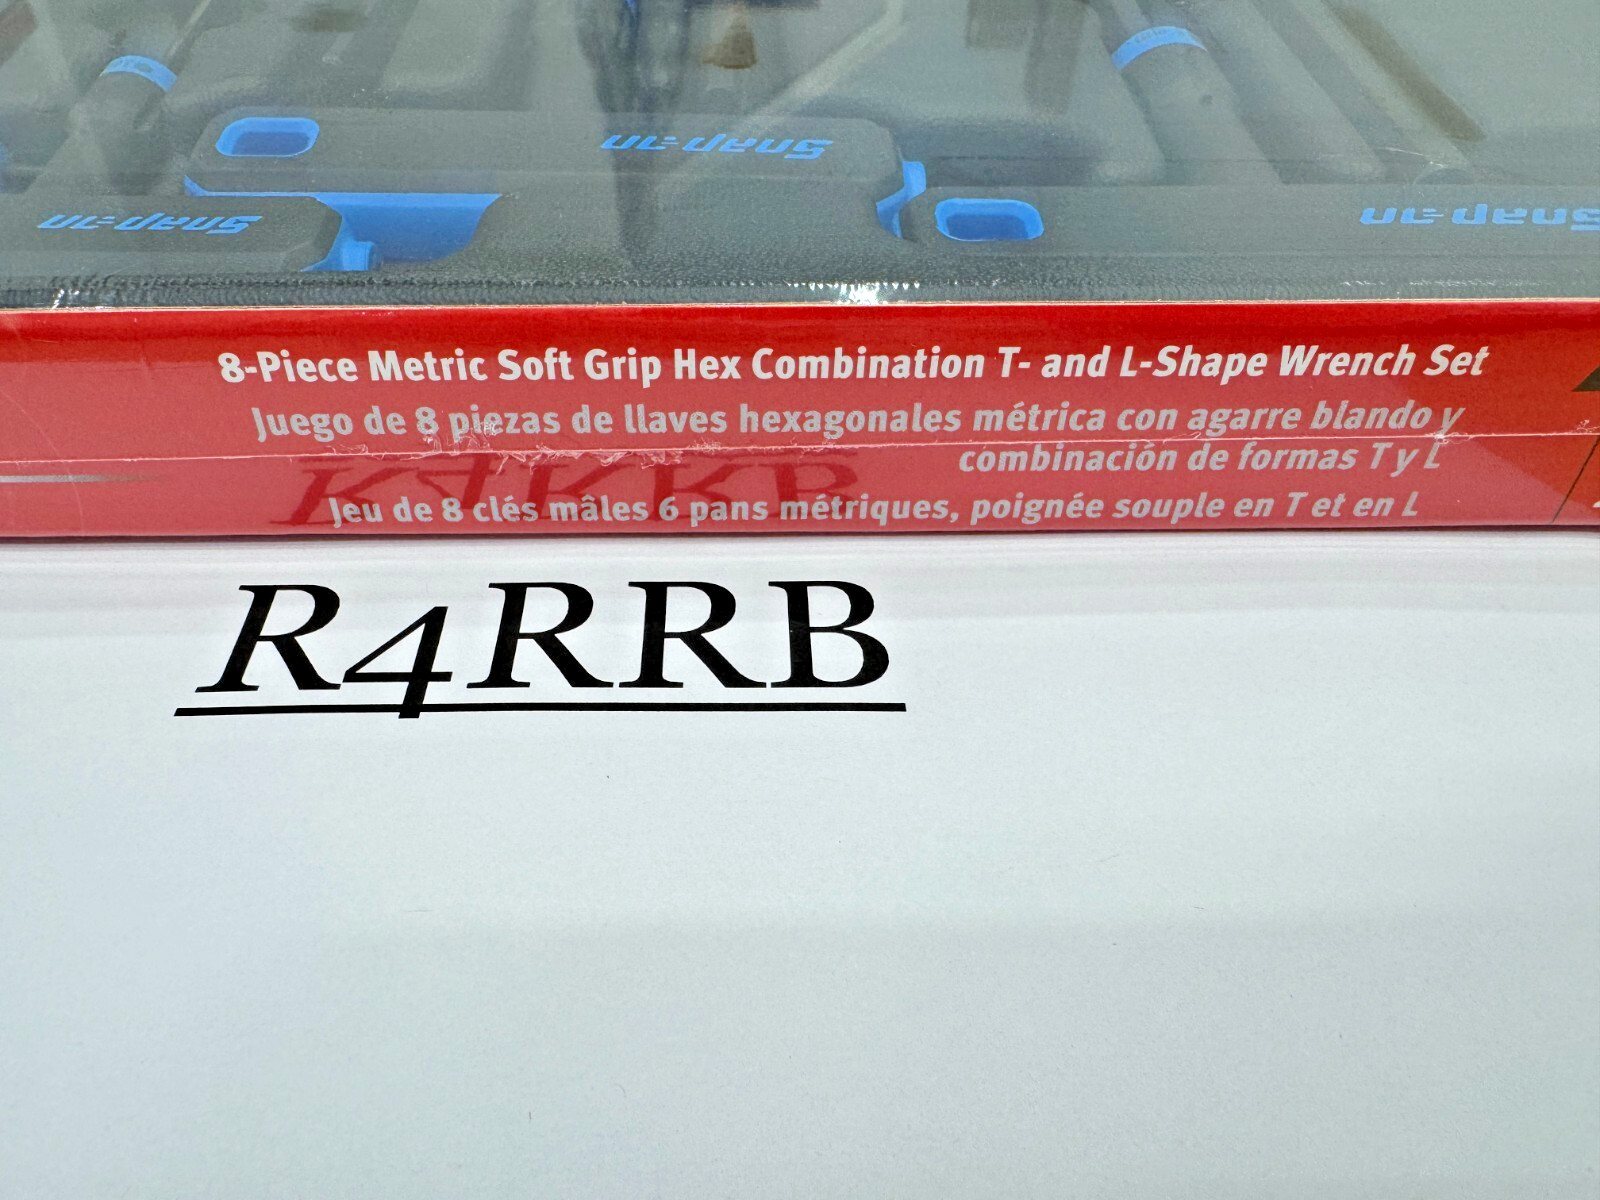 Snap-on
Snap-on
Snap-on
8-Piece Metric Soft Grip Hex Combination T- and L-Shape Wrench Set
Juego de 8 piezas de llaves hexagonales métrica con agarre blando y
combinación de formas T y L
Jeu de 8 clés mâles 6 pans métriques, poignée souple en T et en L
R4RRB